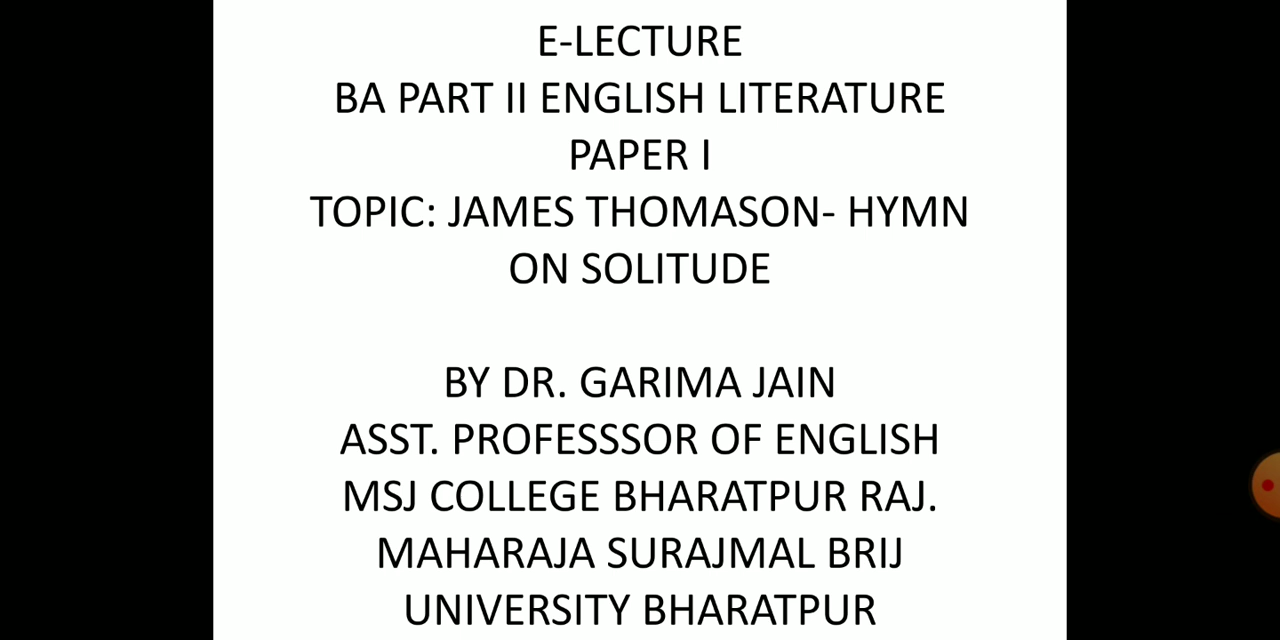 E-LECTURE
BA PART II ENGLISH LITERATURE
PAPER I
TOPIC: JAMES THOMASON- HYMN
ON SOLITUDE
BY DR. GARIMA JAIN
ASST. PROFESSSOR OF ENGLISH
MSJ COLLEGE BHARATPUR RAJ.
MAHARAJA SURAJMAL BRIJ
UNIVERSITY BHARATPUR